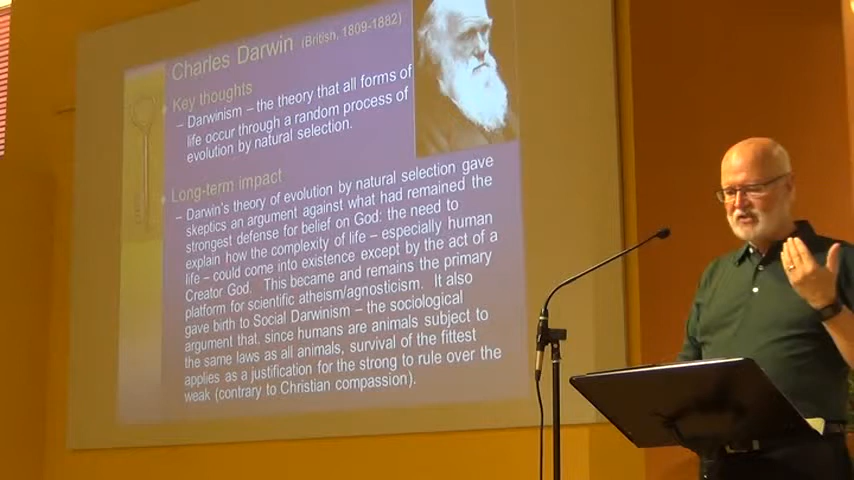 Charles Darwin (British, 1809-1882)
Key thoughts
– Darwinism – the theory that all forms of
life occur through a random process of
evolution by natural selection.
Long-term impact
– Darwin's theory of evolution by natural selection gave
skeptics an argument against what had remained the
strongest defense for belief on God: the need to
explain how the complexity of life – especially human
life – could come into existence except by the act of a
Creator God. This became and remains the primary
platform for scientific atheism/agnosticism. It also
gave birth to Social Darwinism – the sociological
argument that, since humans are animals subject to
the same laws as all animals, survival of the fittest
applies as a justification for the strong to rule over the
weak (contrary to Christian compassion).